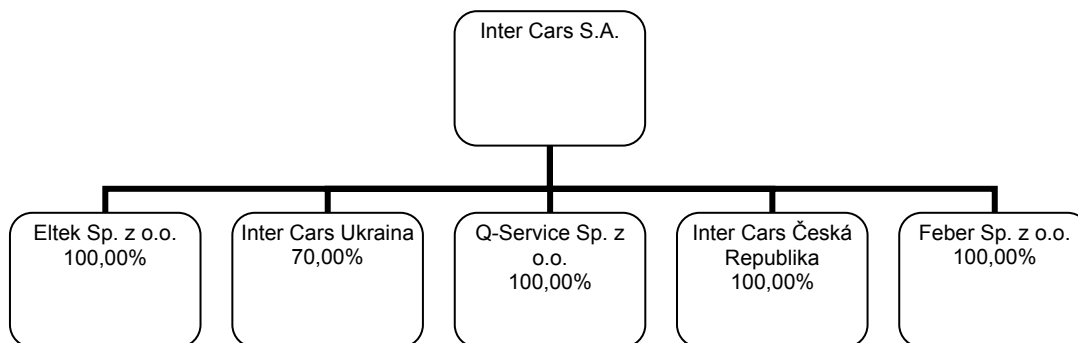 Inter Cars S.A.
Eltek Sp. z o.o.
100,00%
Inter Cars Ukraina
70,00%
Q-Service Sp. z
o.o.
100,00%
Inter Cars Česká
Republika
100,00%
Feber Sp. z o.o.
100,00%